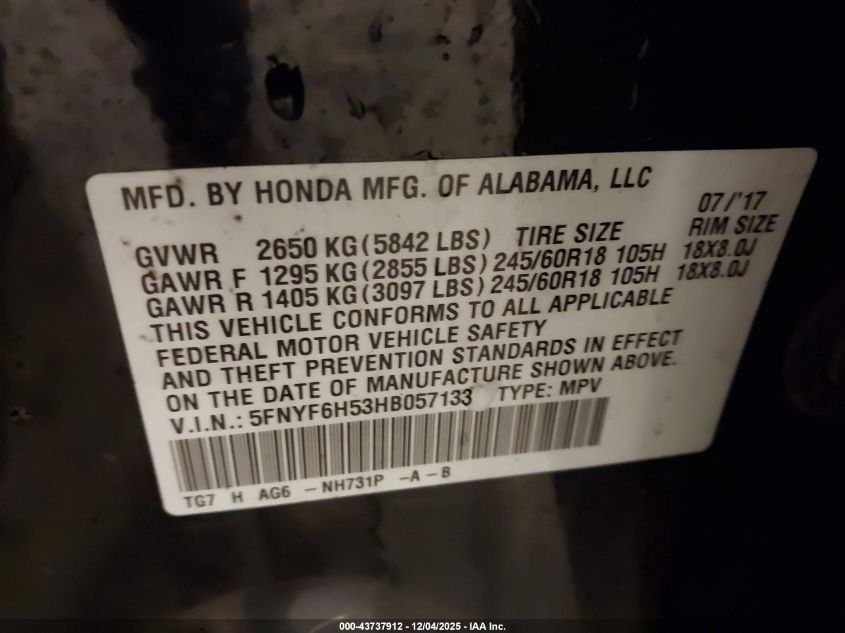 MFD. BY HONDA MFG. OF ALABAMA, LLC
07/'17
GVWR 2650 KG (5842 LBS) TIRE SIZE RIM SIZE
GAWR F 1295 KG (2855 LBS) 245/60R18 105H 18X8.0J
GAWR R 1405 KG (3097 LBS) 245/60R18 105H 18X8.0J
THIS VEHICLE CONFORMS TO ALL APPLICABLE
FEDERAL MOTOR VEHICLE SAFETY
AND THEFT PREVENTION STANDARDS IN EFFECT
ON THE DATE OF MANUFACTURE SHOWN ABOVE.
V.I.N.: 5FNYF6H53HB057133 TYPE: MPV
TG7 H AG6 -NH731P -A-B
000-43737912 - 12/04/2025 - IAA Inc.